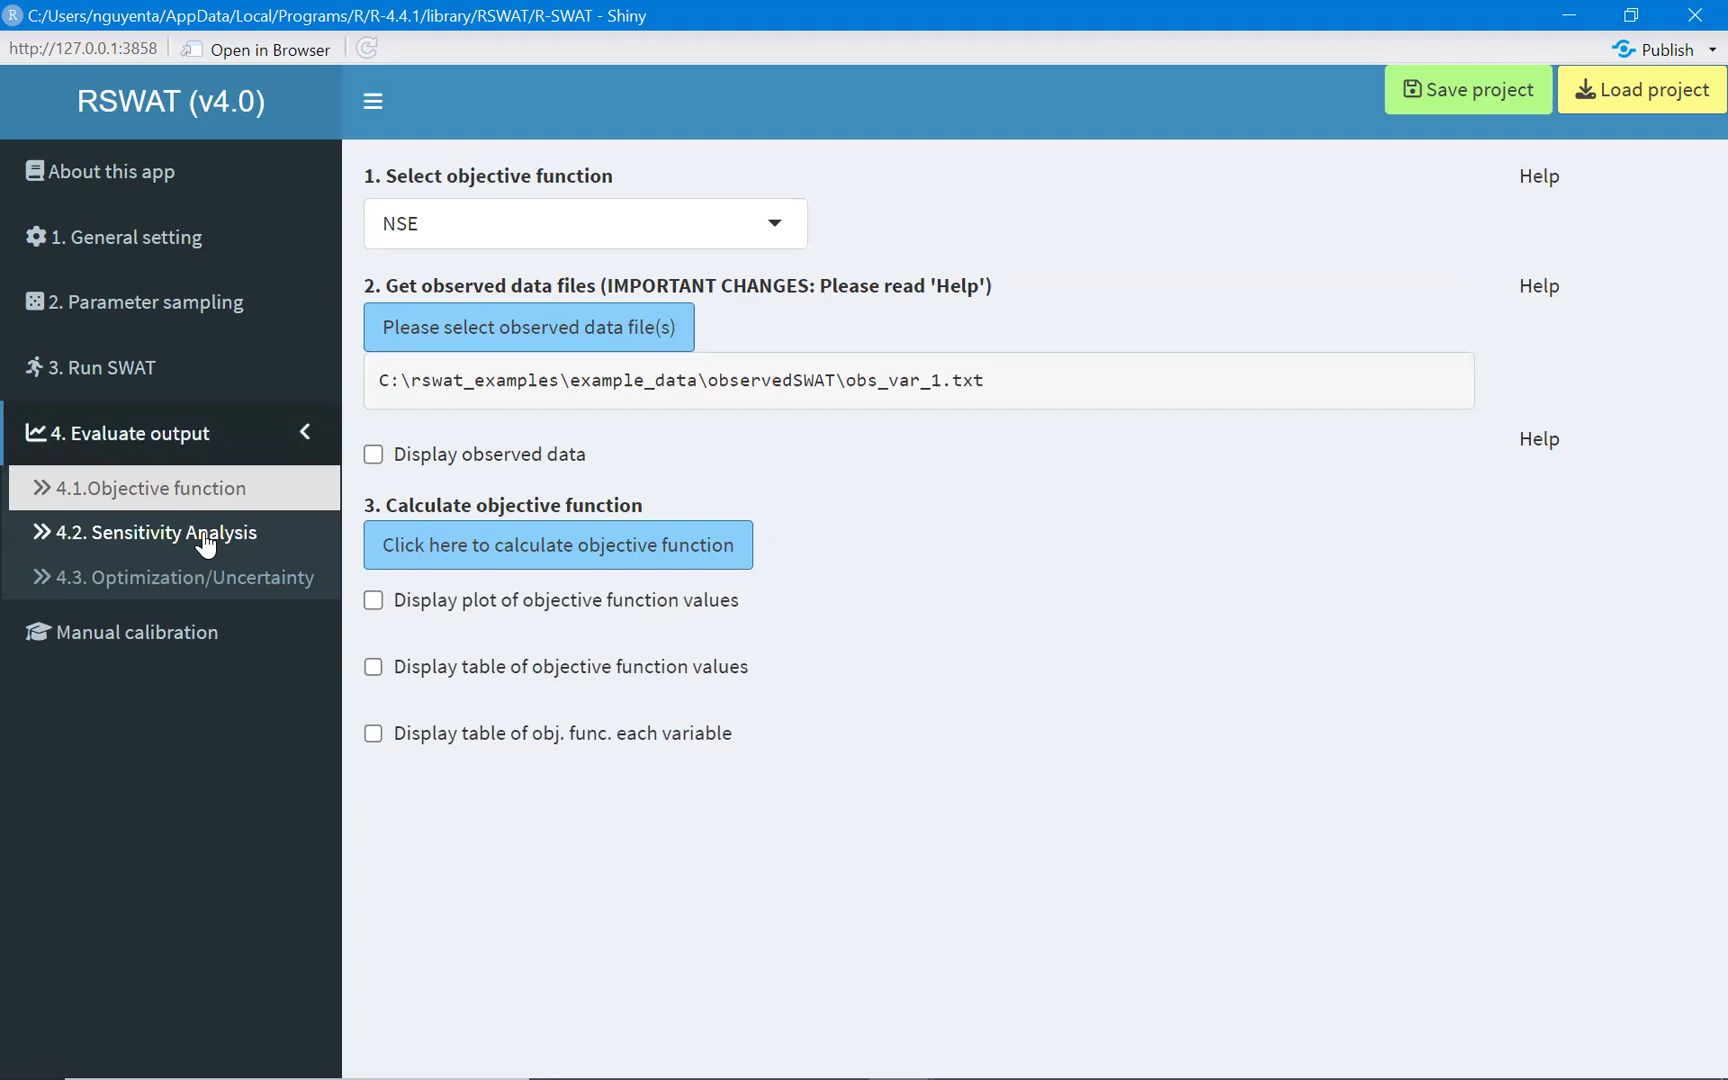 R C:/Users/nguyenta/AppData/Local/Programs/R/R-4.4.1/library/RSWAT/R-SWAT - Shiny
http://127.0.0.1:3858 Open in Browser Publish
RSWAT (v4.0)
Save project Load project
About this app
1. General setting
2. Parameter sampling
3. Run SWAT
4. Evaluate output
4.1.Objective function
4.2. Sensitivity Analysis
4.3. Optimization/Uncertainty
Manual calibration
1. Select objective function Help
NSE
2. Get observed data files (IMPORTANT CHANGES: Please read 'Help') Help
Please select observed data file(s)
C:\rswat_examples\example_data\observedSWAT\obs_var_1.txt
Display observed data Help
3. Calculate objective function
Click here to calculate objective function
Display plot of objective function values
Display table of objective function values
Display table of obj. func. each variable